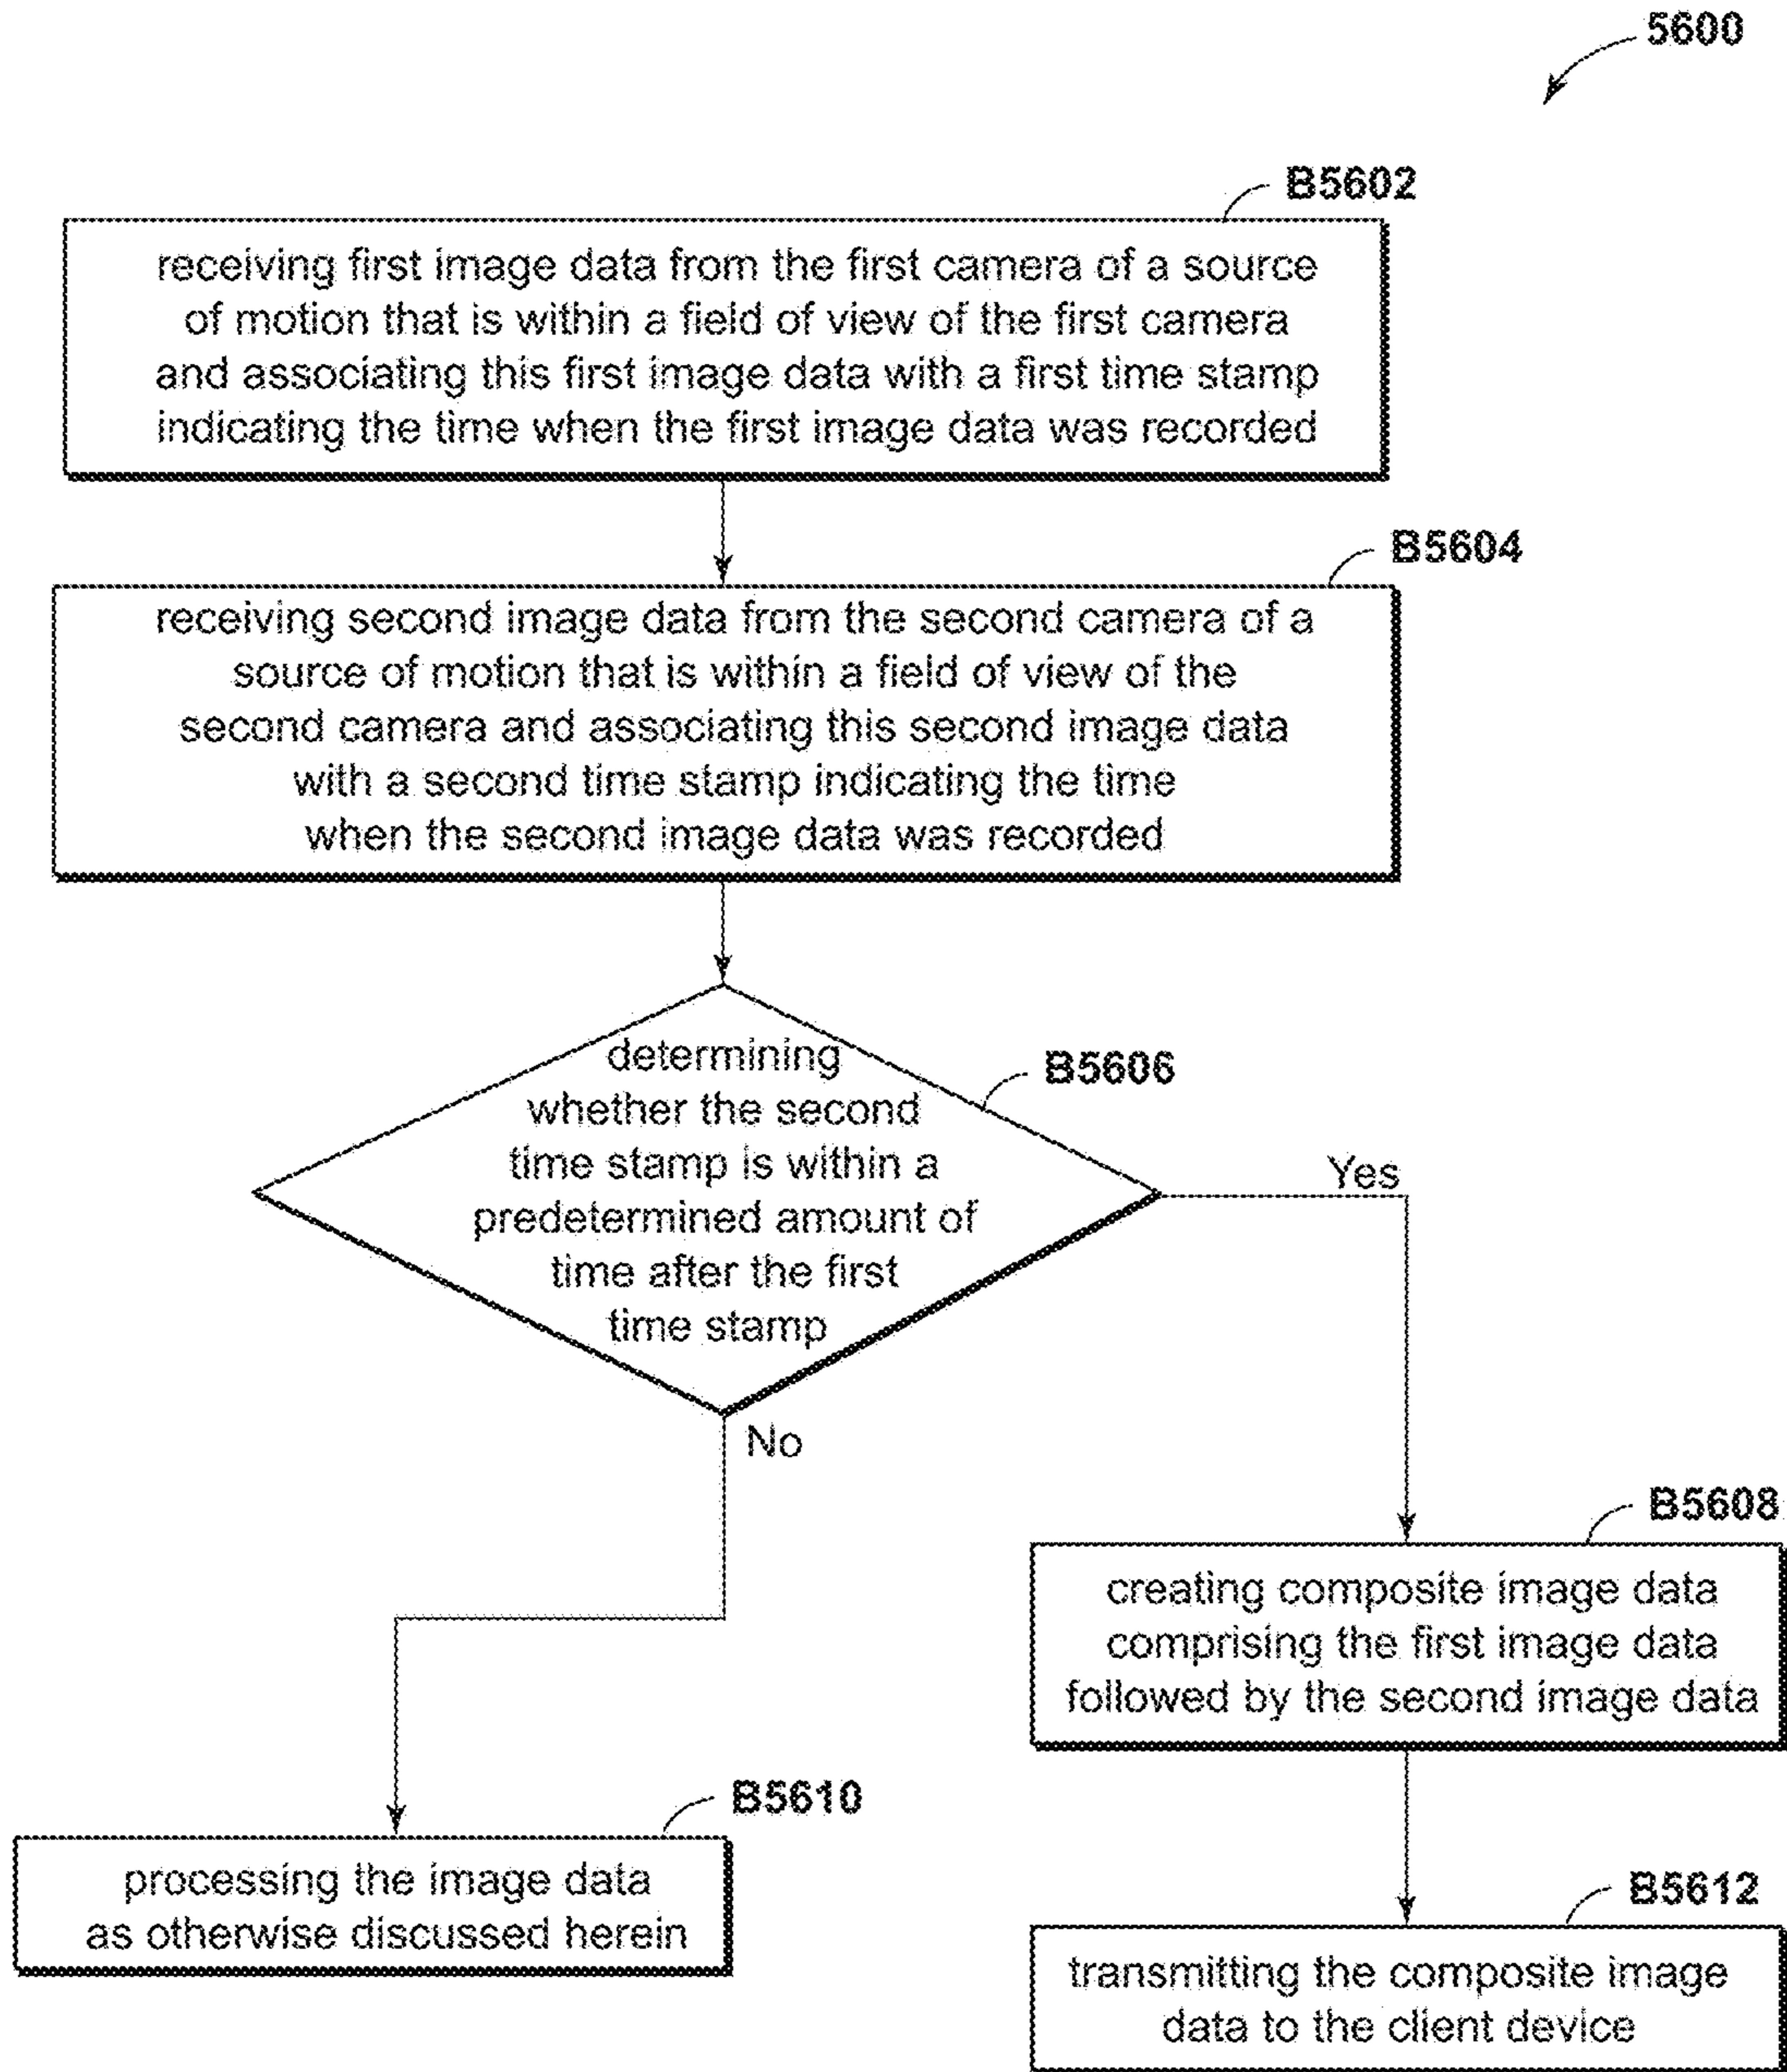 5600
B5602
receiving first image data from the first camera of a source
of motion that is within a field of view of the first camera
and associating this first image data with a first time stamp
indicating the time when the first image data was recorded
B5604
receiving second image data from the second camera of a
source of motion that is within a field of view of the
second camera and associating this second image data
with a second time stamp indicating the time
when the second image data was recorded
B5606
determining
whether the second
time stamp is within a
predetermined amount of
time after the first
time stamp
Yes
No
B5608
creating composite image data
comprising the first image data
followed by the second image data
B5610
processing the image data
as otherwise discussed herein
B5612
transmitting the composite image
data to the client device